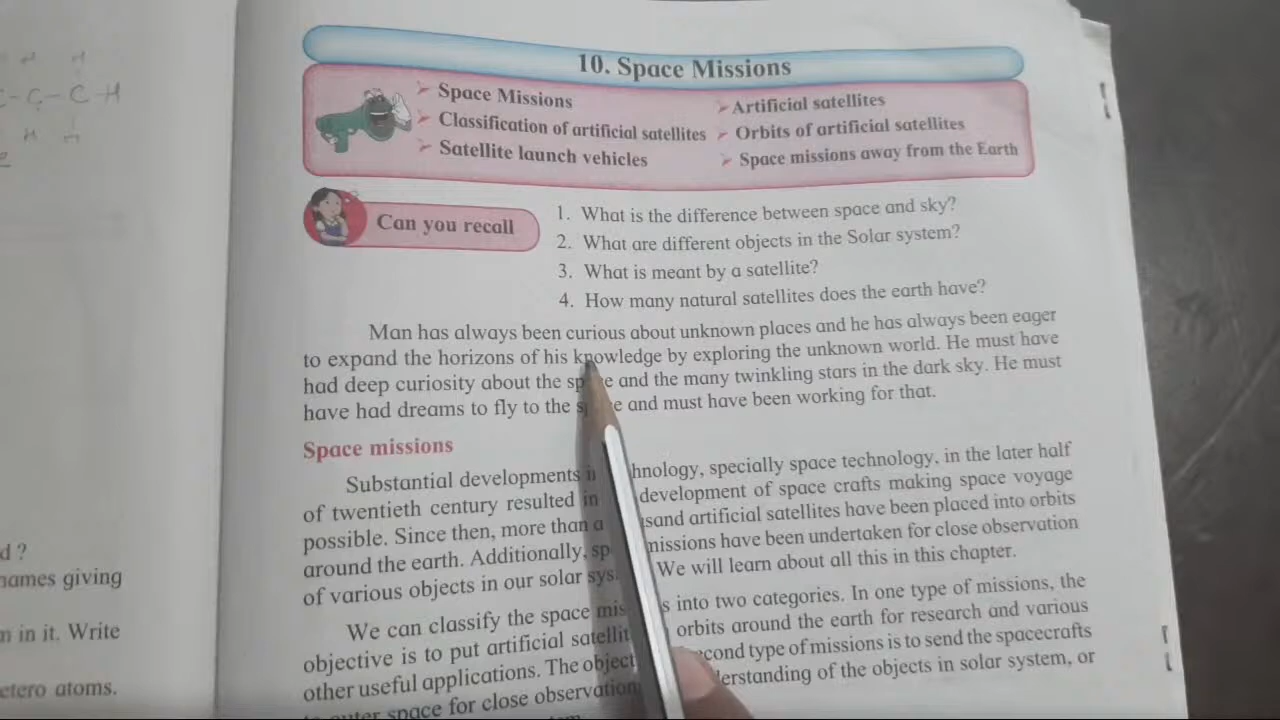 10. Space Missions
➢ Space Missions
➢ Classification of artificial satellites
➢ Satellite launch vehicles
➢ Artificial satellites
➢ Orbits of artificial satellites
➢ Space missions away from the Earth
Can you recall
1. What is the difference between space and sky?
2. What are different objects in the Solar system?
3. What is meant by a satellite?
4. How many natural satellites does the earth have?
Man has always been curious about unknown places and he has always been eager
to expand the horizons of his knowledge by exploring the unknown world. He must have
had deep curiosity about the and the many twinkling stars in the dark sky. He must
have had dreams to fly to the and must have been working for that.
Space missions
Substantial developments specially space technology, in the later half
of twentieth century resulted in development of space crafts making space voyage
possible. Since then, more than a artificial satellites have been placed into orbits
around the earth. Additionally, missions have been undertaken for close observation
of various objects in our solar We will learn about all this in this chapter.
We can classify the space into two categories. In one type of missions, the
objective is to put artificial orbits around the earth for research and various
other useful applications. The type of missions is to send the spacecrafts
outer space for close observation of the objects in solar system, or
d ?
names giving
in it. Write
etero atoms.
C-C-C-H
H H